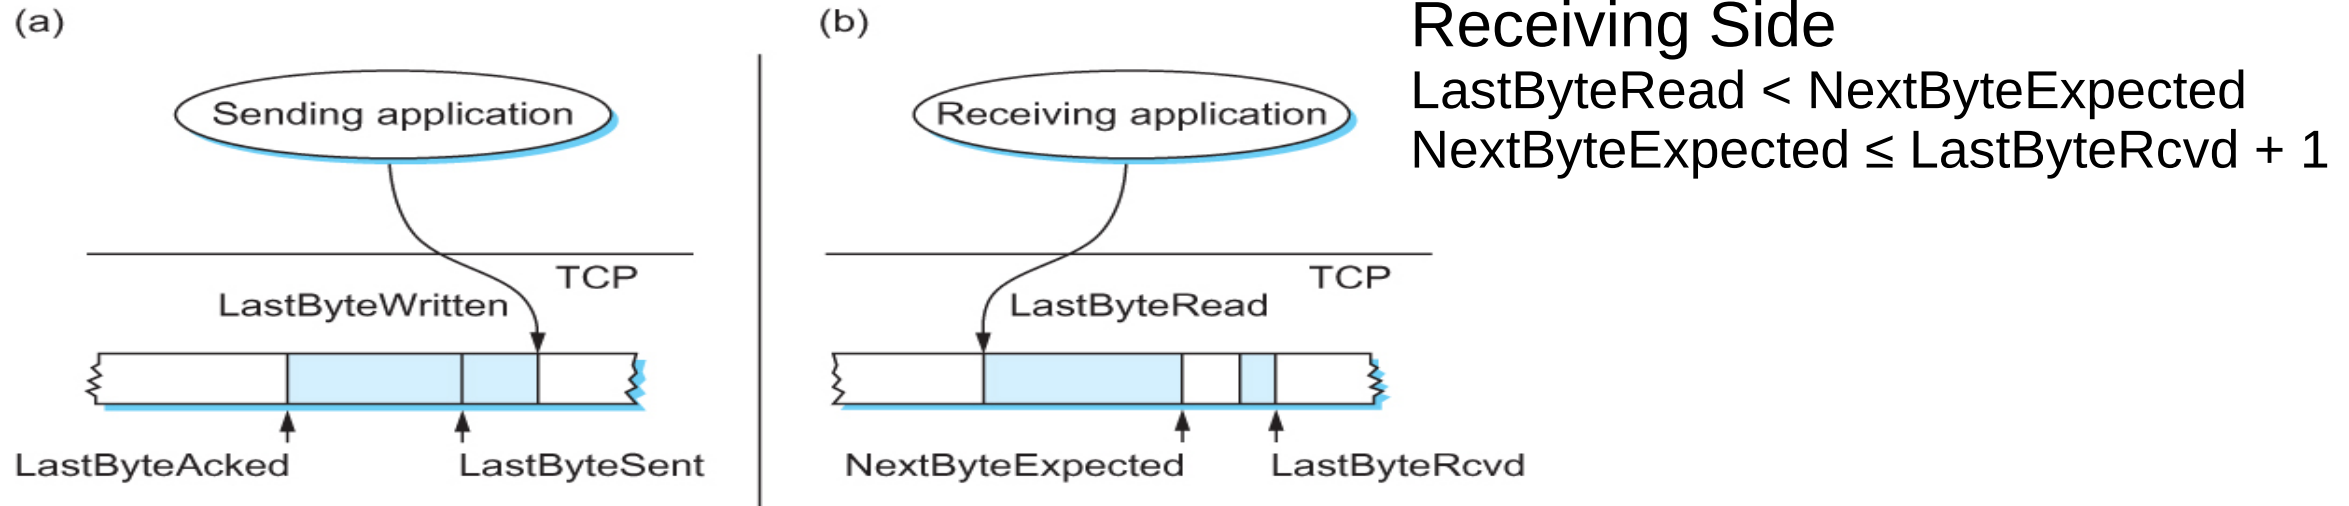 (a)
Sending application
TCP
LastByteWritten
LastByteAcked
LastByteSent
(b)
Receiving application
TCP
LastByteRead
NextByteExpected
LastByteRcvd
Receiving Side
LastByteRead < NextByteExpected
NextByteExpected ≤ LastByteRcvd + 1